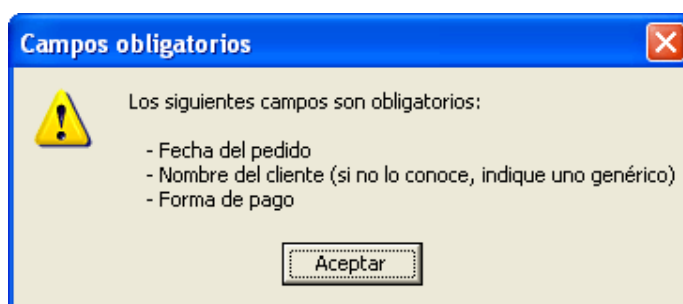 Campos obligatorios
Los siguientes campos son obligatorios:
- Fecha del pedido
- Nombre del cliente (si no lo conoce, indique uno genérico)
- Forma de pago
Aceptar